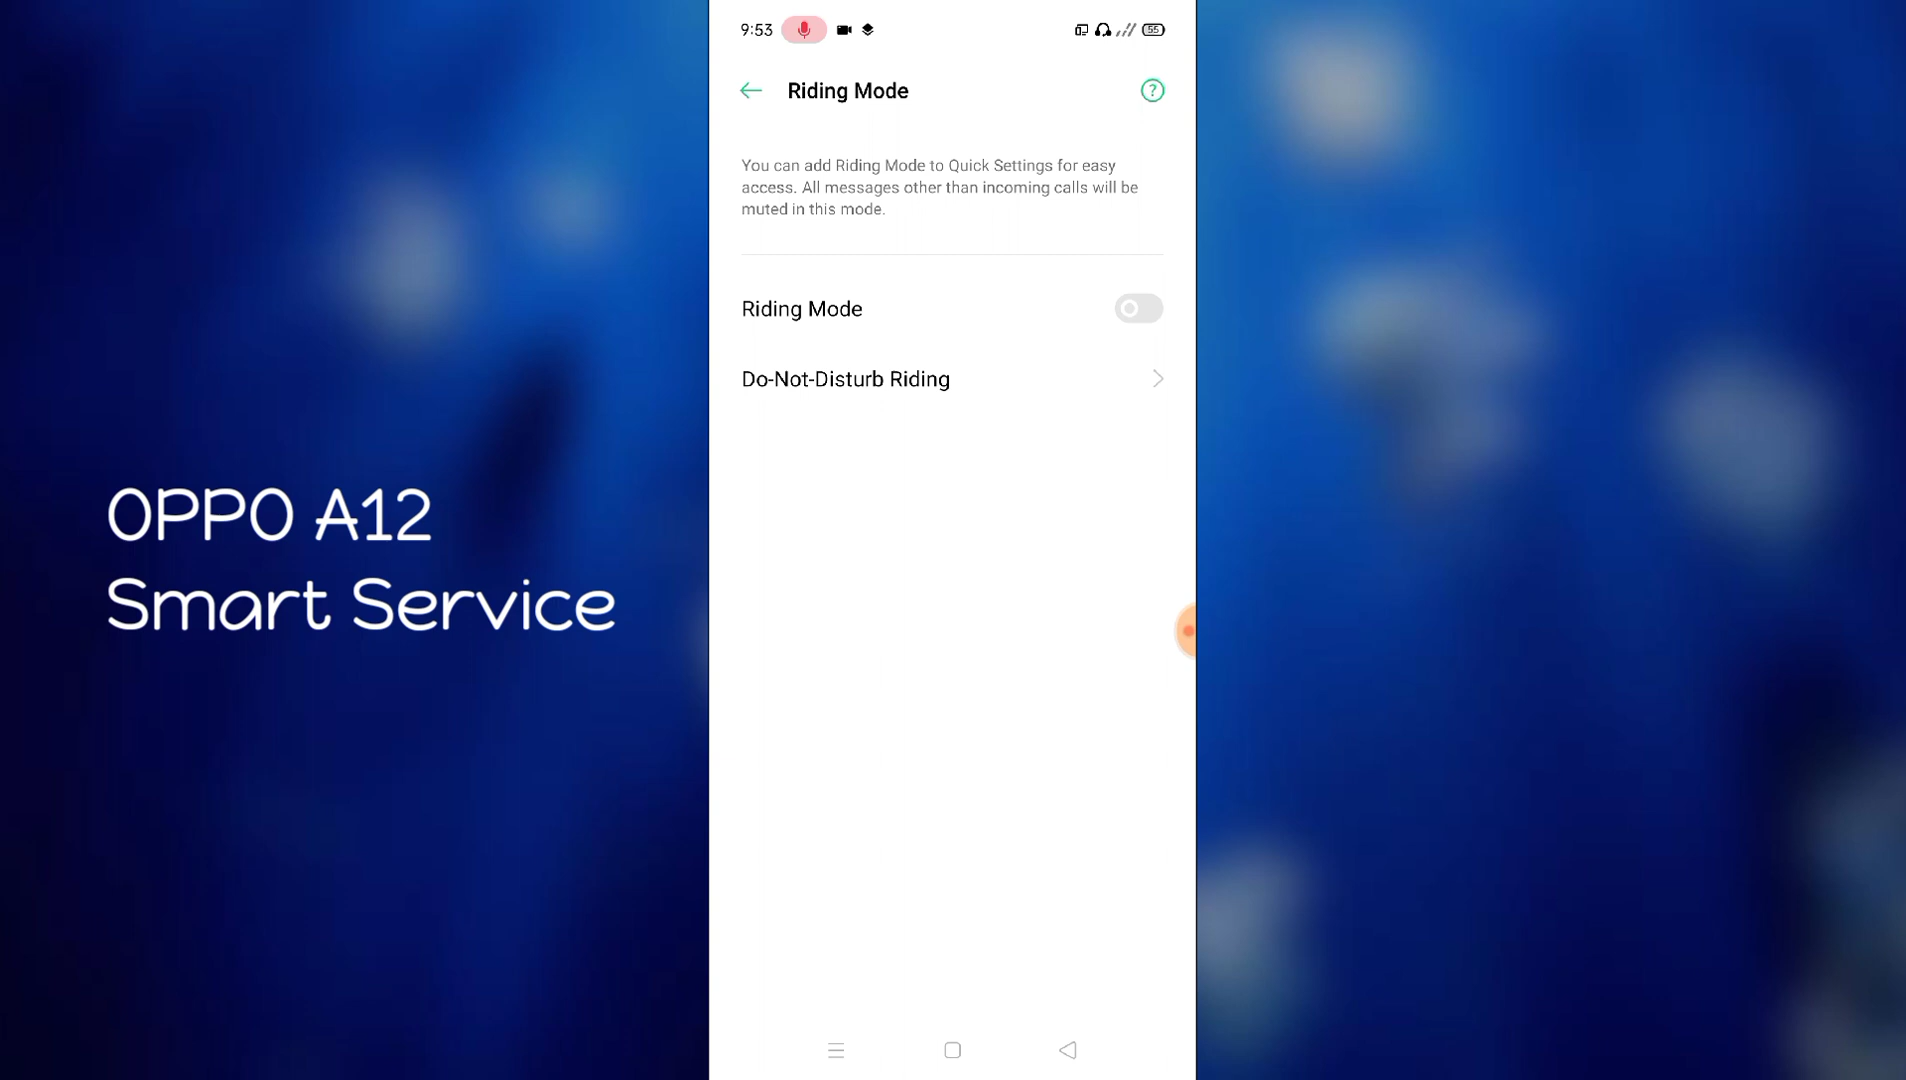 9:53
55
Riding Mode
?
You can add Riding Mode to Quick Settings for easy
access. All messages other than incoming calls will be
muted in this mode.
Riding Mode
Do-Not-Disturb Riding
OPPO A12
Smart Service